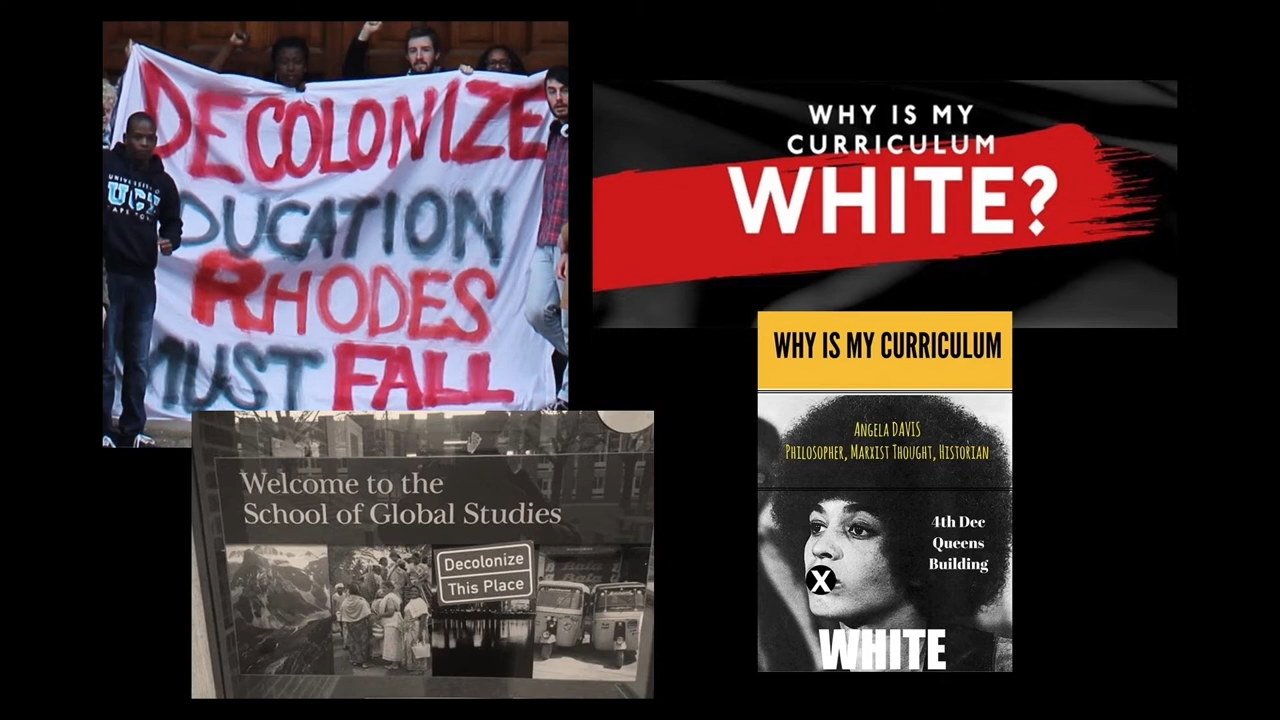 DECOLONIZE
EDUCATION
RHODES
MUST FALL
UCT
WHY IS MY
CURRICULUM
WHITE?
Welcome to the
School of Global Studies
Decolonize
This Place
WHY IS MY CURRICULUM
ANGELA DAVIS
PHILOSOPHER, MARXIST THOUGHT, HISTORIAN
4th Dec
Queens
Building
X
WHITE